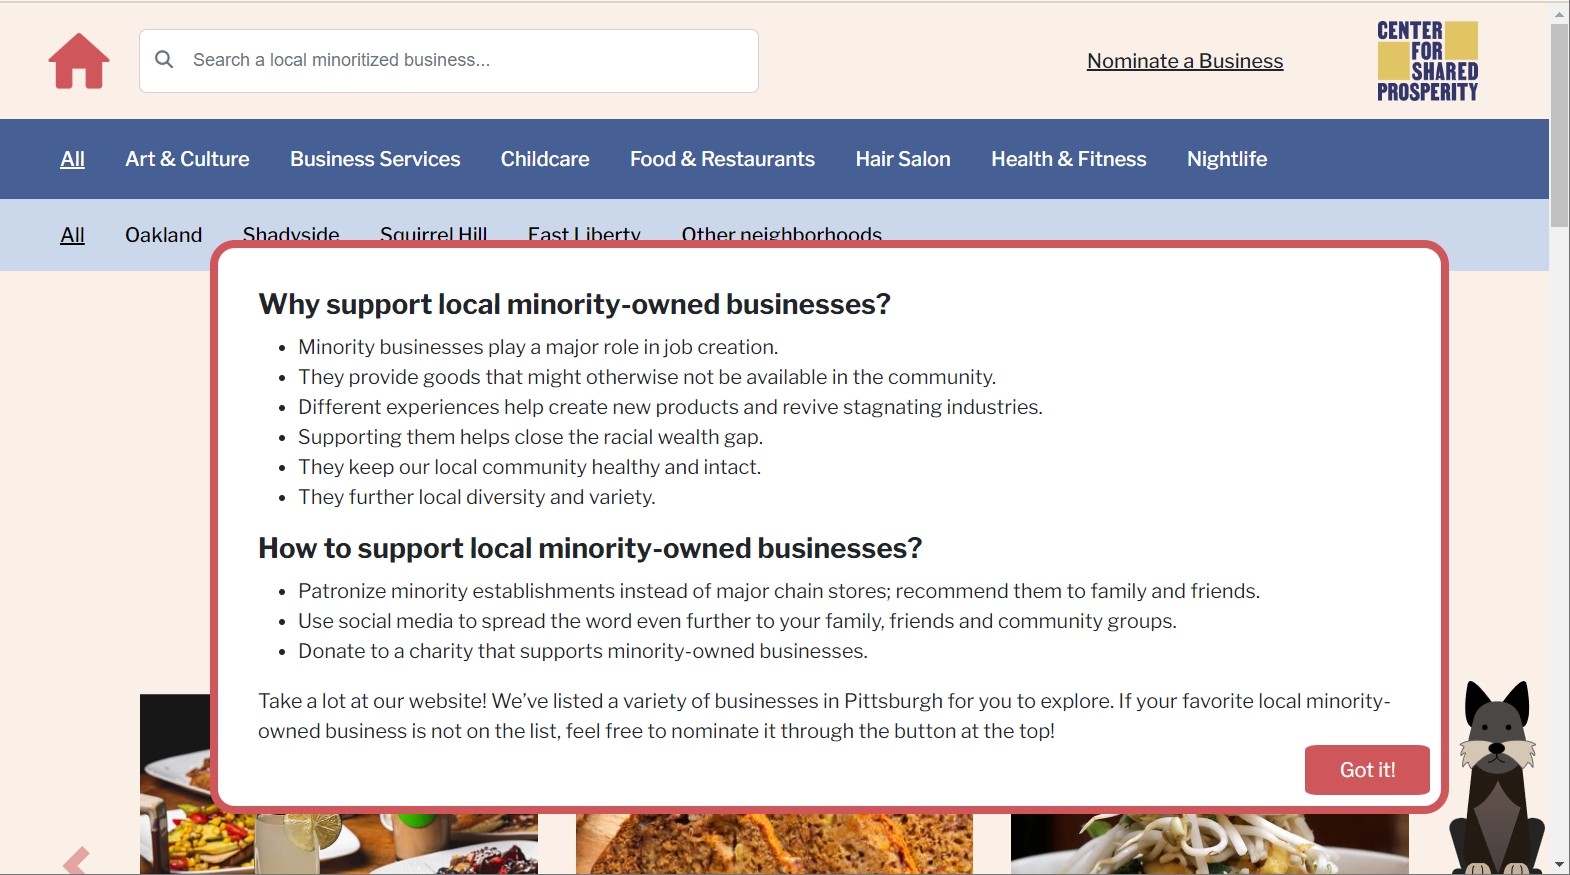 Search a local minoritized business...
Nominate a Business
CENTER
FOR
SHARED
PROSPERITY
All Art & Culture Business Services Childcare Food & Restaurants Hair Salon Health & Fitness Nightlife
All Oakland Shadyside Squirrel Hill East Liberty Other neighborhoods
Why support local minority-owned businesses?
• Minority businesses play a major role in job creation.
• They provide goods that might otherwise not be available in the community.
• Different experiences help create new products and revive stagnating industries.
• Supporting them helps close the racial wealth gap.
• They keep our local community healthy and intact.
• They further local diversity and variety.
How to support local minority-owned businesses?
• Patronize minority establishments instead of major chain stores; recommend them to family and friends.
• Use social media to spread the word even further to your family, friends and community groups.
• Donate to a charity that supports minority-owned businesses.
Take a lot at our website! We’ve listed a variety of businesses in Pittsburgh for you to explore. If your favorite local minority-
owned business is not on the list, feel free to nominate it through the button at the top!
Got it!